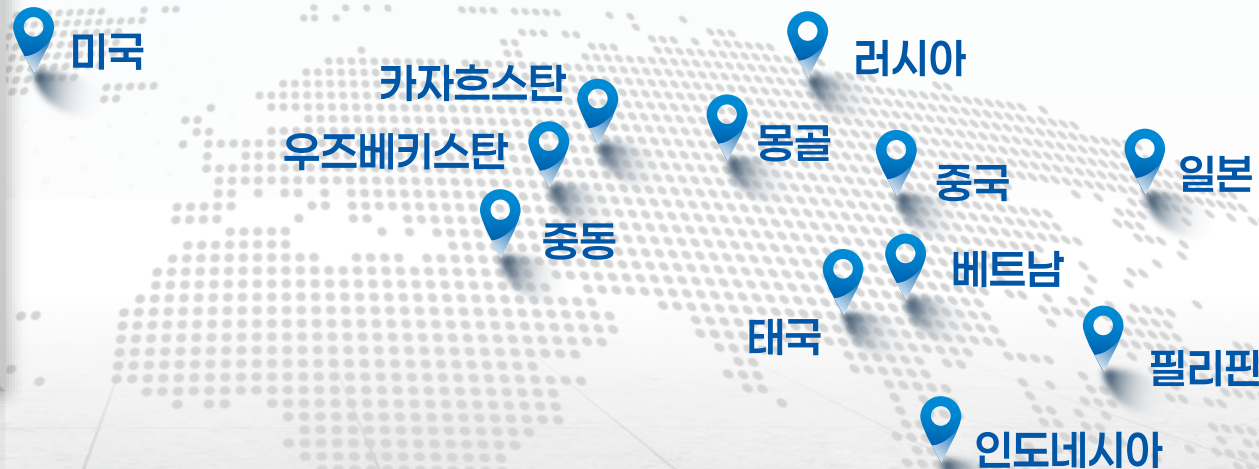 미국
러시아
카자흐스탄
우즈베키스탄
몽골
중국
일본
중동
베트남
태국
필리핀
인도네시아